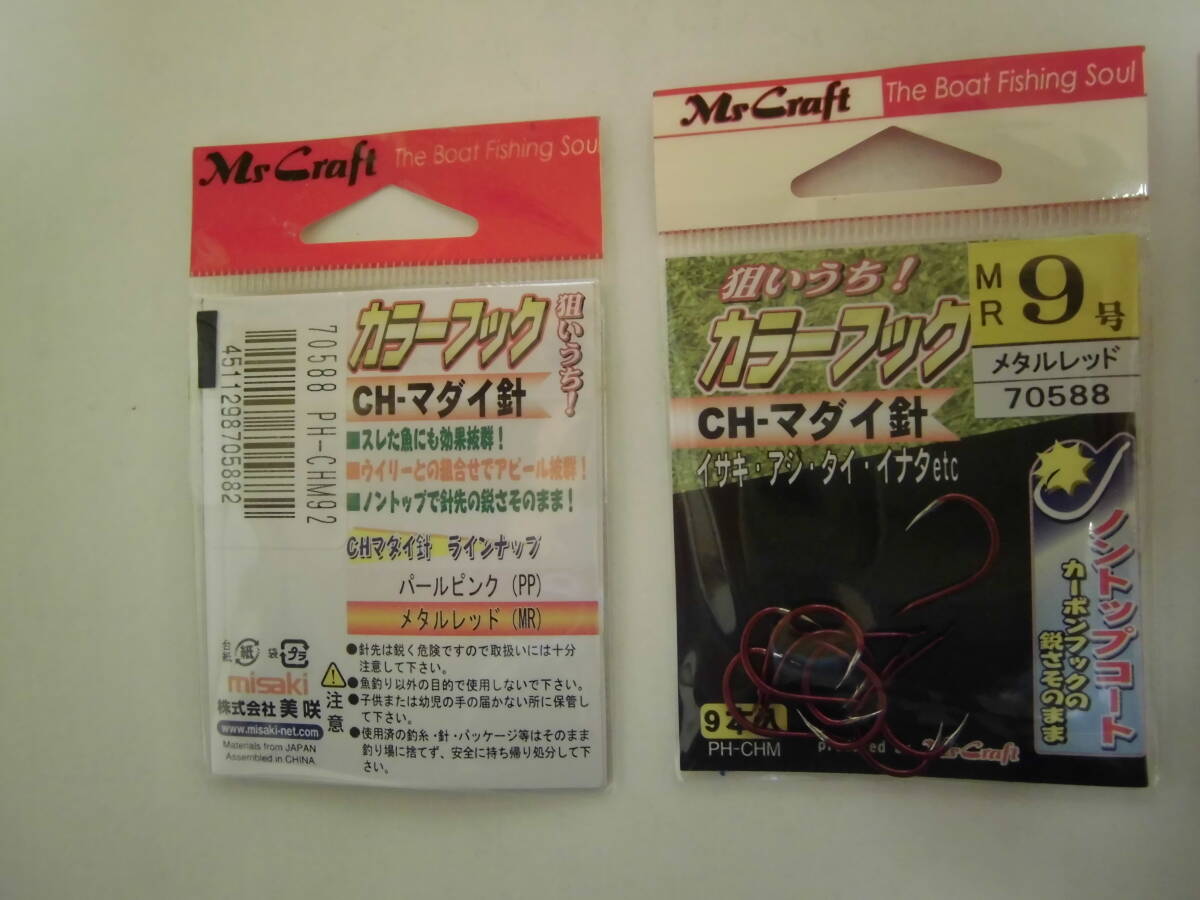 Ms Craft The Boat Fishing Soul
狙いうち!
カラーフック
CH-マダイ針
■スレた魚にも効果抜群!
■ウイリーとの組合せでアピール抜群!
■ノントップで針先の鋭さそのまま!
CHマダイ針 ラインナップ
パールピンク(PP)
メタルレッド(MR)
70588 PH-CHM92
4511298705882
台紙 紙 袋 プラ
misaki
株式会社 美咲
www.misaki-net.com
Materials from JAPAN
Assembled in CHINA
注意
●針先は鋭く危険ですので取扱いには十分
注意して下さい。
●魚釣り以外の目的で使用しないで下さい。
●子供または幼児の手の届かない所に保管し
て下さい。
●使用済の釣糸・針・パッケージ等はそのまま
釣り場に捨てず、安全に持ち帰り処分して下
さい。
Ms Craft The Boat Fishing Soul
狙いうち!
カラーフック
CH-マダイ針
イサキ・アジ・タイ・イナダetc
MR 9号
メタルレッド
70588
ノントップコート
カーボンフックの
鋭さそのまま
9本入
PH-CHM
Ms Craft